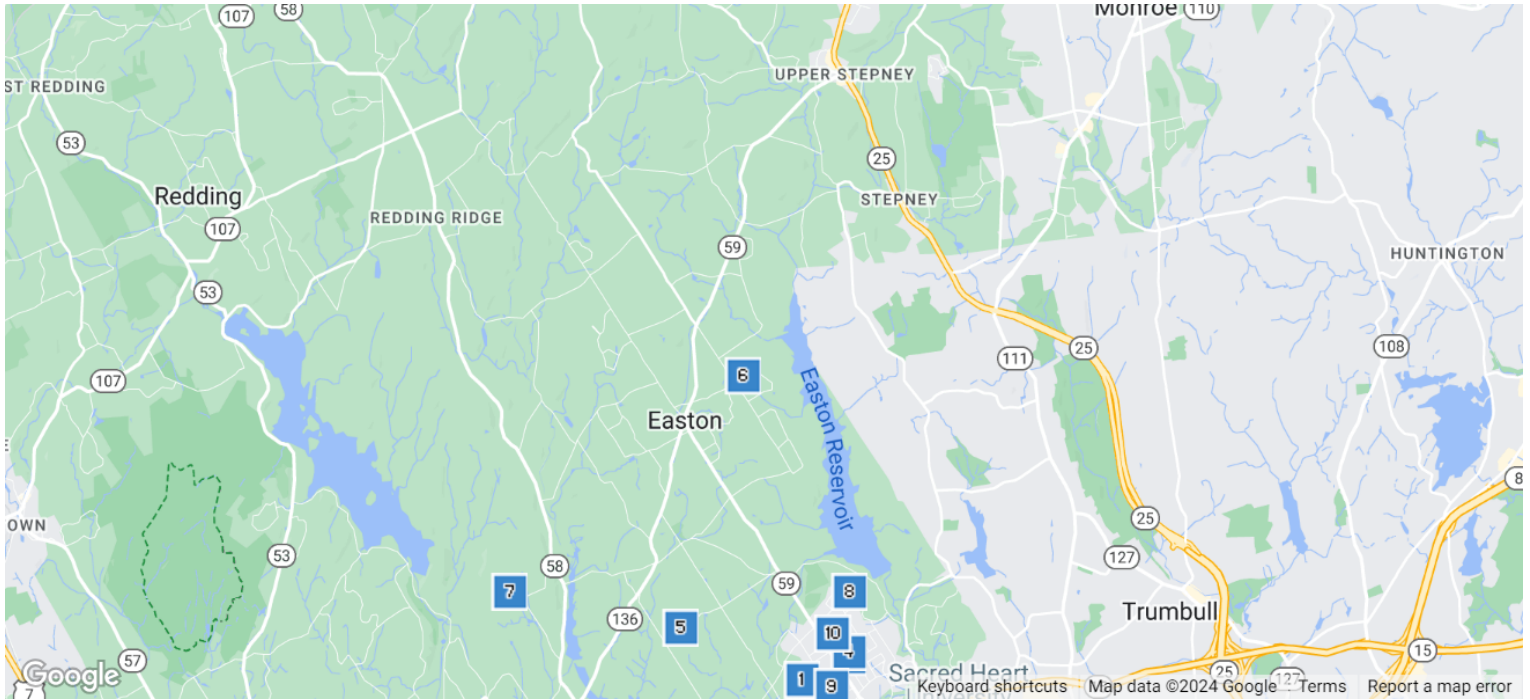 107
58
Monroe
110
UPPER STEPNEY
ST REDDING
53
25
Redding
STEPNEY
REDDING RIDGE
107
59
HUNTINGTON
53
25
108
111
6
107
Easton
Easton Reservoir
8
25
OWN
53
127
58
59
7
8
Trumbull
136
5
10
4
15
57
Google
Sacred Heart
1
9
25
127
7
Keyboard shortcuts
Map data ©2024 Google
Terms
Report a map error